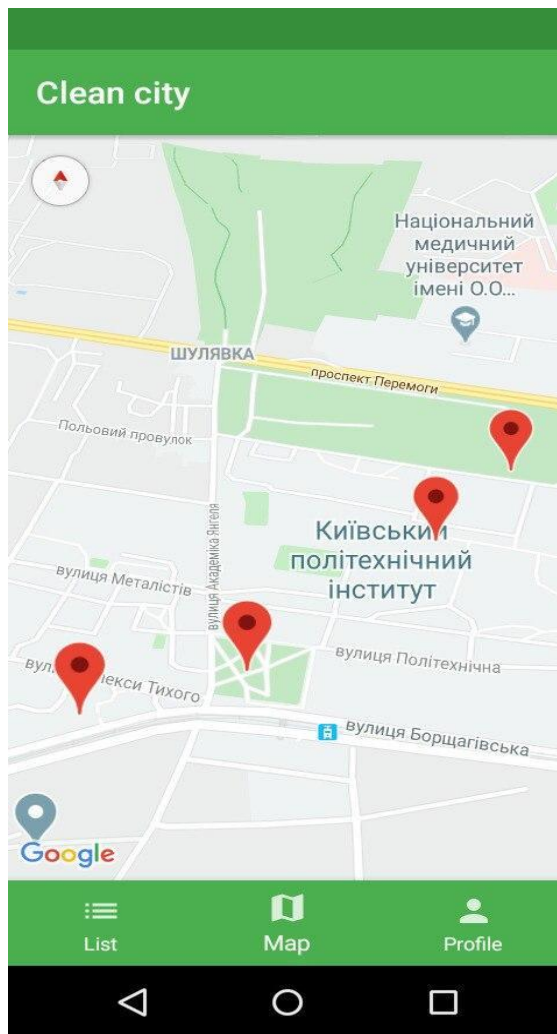 Clean city
Національний
медичний
університет
імені О.О...
ШУЛЯВКА
проспект Перемоги
Польовий провулок
вулиця Академіка Янгеля
Київський
політехнічний
інститут
вулиця Металістів
вулиця Політехнічна
Тихого
вулиця Борщагівська
Google
List
Map
Profile